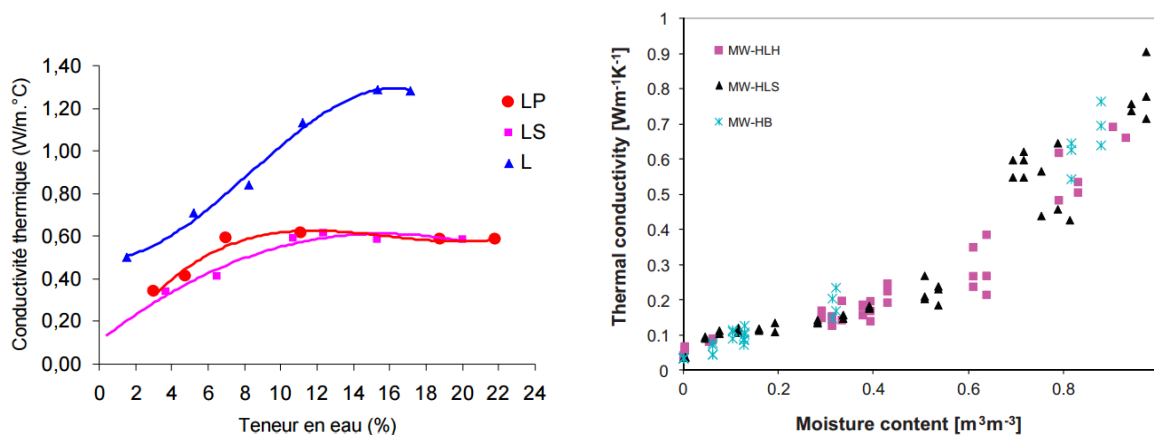 Conductivité thermique (W/m.°C)
1,40
1,20
1,00
0,80
0,60
0,40
0,20
0,00
0 2 4 6 8 10 12 14 16 18 20 22 24
Teneur en eau (%)
LP
LS
L
Thermal conductivity [Wm⁻¹K⁻¹]
1
0.9
0.8
0.7
0.6
0.5
0.4
0.3
0.2
0.1
0
0 0.2 0.4 0.6 0.8
Moisture content [m³m⁻³]
MW-HLH
MW-HLS
MW-HB